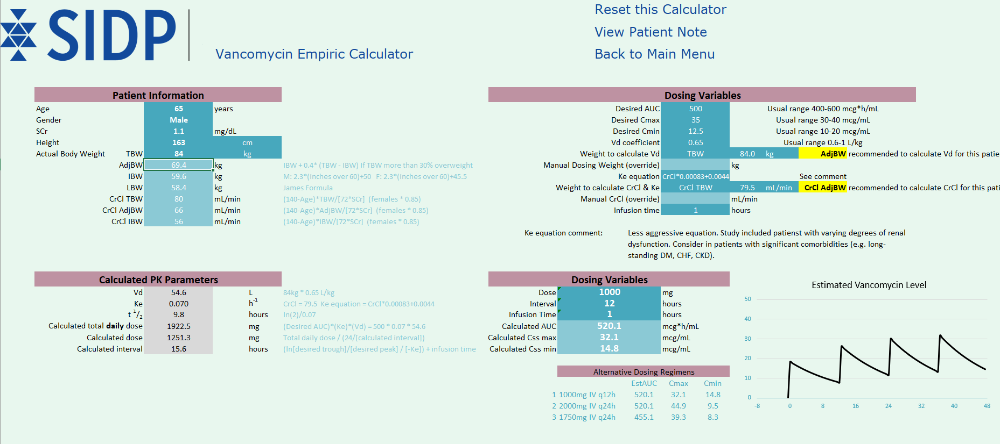 SIDP
Vancomycin Empiric Calculator
Reset this Calculator
View Patient Note
Back to Main Menu
Patient Information
Age 65 years
Gender Male
SCr 1.1 mg/dL
Height 163 cm
Actual Body Weight TBW 84 kg
AdjBW 69.4 kg IBW + 0.4* (TBW - IBW) If TBW more than 30% overweight
IBW 59.6 kg M: 2.3*(inches over 60)+50 F: 2.3*(inches over 60)+45.5
LBW 58.4 kg James Formula
CrCl TBW 80 mL/min (140-Age)*TBW/[72*SCr] (females * 0.85)
CrCl AdjBW 66 mL/min (140-Age)*AdjBW/[72*SCr] (females * 0.85)
CrCl IBW 56 mL/min (140-Age)*IBW/[72*SCr] (females * 0.85)
Dosing Variables
Desired AUC 500 Usual range 400-600 mcg*h/mL
Desired Cmax 35 Usual range 30-40 mcg/mL
Desired Cmin 12.5 Usual range 10-20 mcg/mL
Vd coefficient 0.65 Usual range 0.6-1 L/kg
Weight to calculate Vd TBW 84.0 kg AdjBW recommended to calculate Vd for this patie
Manual Dosing Weight (override) kg
Ke equation CrCl*0.00083+0.0044 See comment
Weight to calculate CrCl & Ke CrCl TBW 79.5 mL/min CrCl AdjBW recommended to calculate CrCl for this pati
Manual CrCl (override) mL/min
Infusion time 1 hours
Ke equation comment: Less aggressive equation. Study included patienst with varying degrees of renal
dysfunction. Consider in patients with significant comorbidities (e.g. long-
standing DM, CHF, CKD).
Calculated PK Parameters
Vd 54.6 L 84kg * 0.65 L/kg
Ke 0.070 h-1 CrCl = 79.5 Ke equation = CrCl*0.00083+0.0044
t 1/2 9.8 hours ln(2)/0.07
Calculated total daily dose 1922.5 mg (Desired AUC)*(Ke)*(Vd) = 500 * 0.07 * 54.6
Calculated dose 1251.3 mg Total daily dose / (24/[calculated interval])
Calculated interval 15.6 hours (ln[desired trough]/[desired peak] / [-Ke]) + infusion time
Dosing Variables
Dose 1000 mg
Interval 12 hours
Infusion Time 1 hours
Calculated AUC 520.1 mcg*h/mL
Calculated Css max 32.1 mcg/mL
Calculated Css min 14.8 mcg/mL
Alternative Dosing Regimens
EstAUC Cmax Cmin
1 1000mg IV q12h 520.1 32.1 14.8
2 2000mg IV q24h 520.1 44.9 9.5
3 1750mg IV q24h 455.1 39.3 8.3
Estimated Vancomycin Level
50
40
30
20
10
0
-8 0 8 16 24 32 40 48